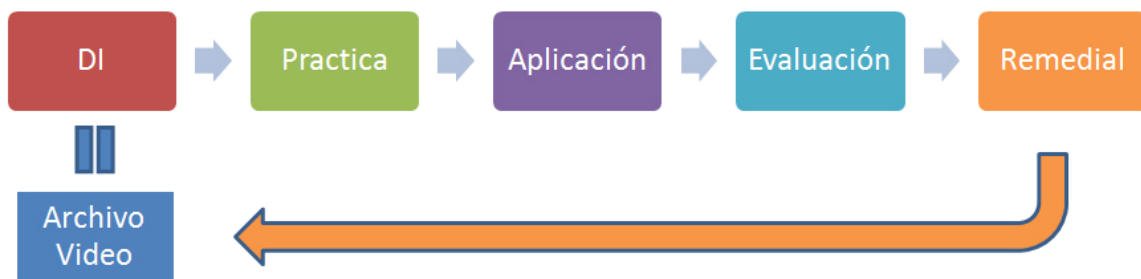 DI
Practica
Aplicación
Evaluación
Remedial
Archivo
Video